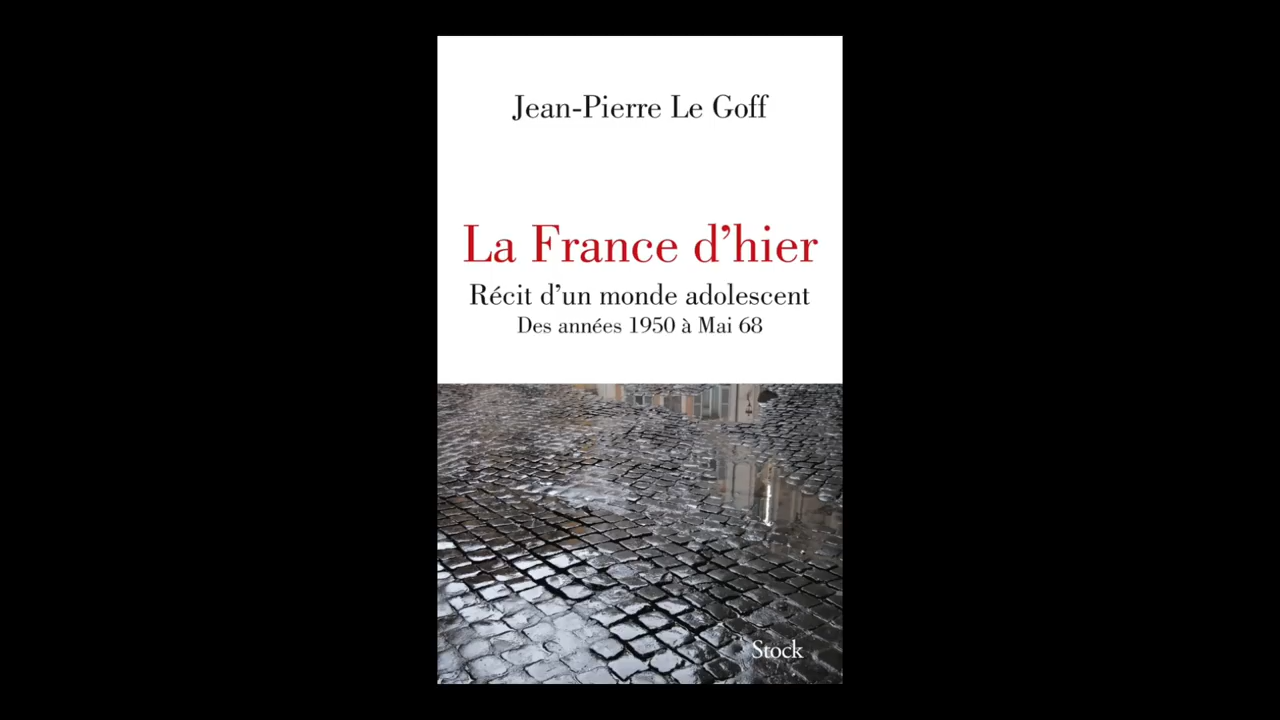 Jean-Pierre Le Goff
La France d’hier
Récit d’un monde adolescent
Des années 1950 à Mai 68
Stock